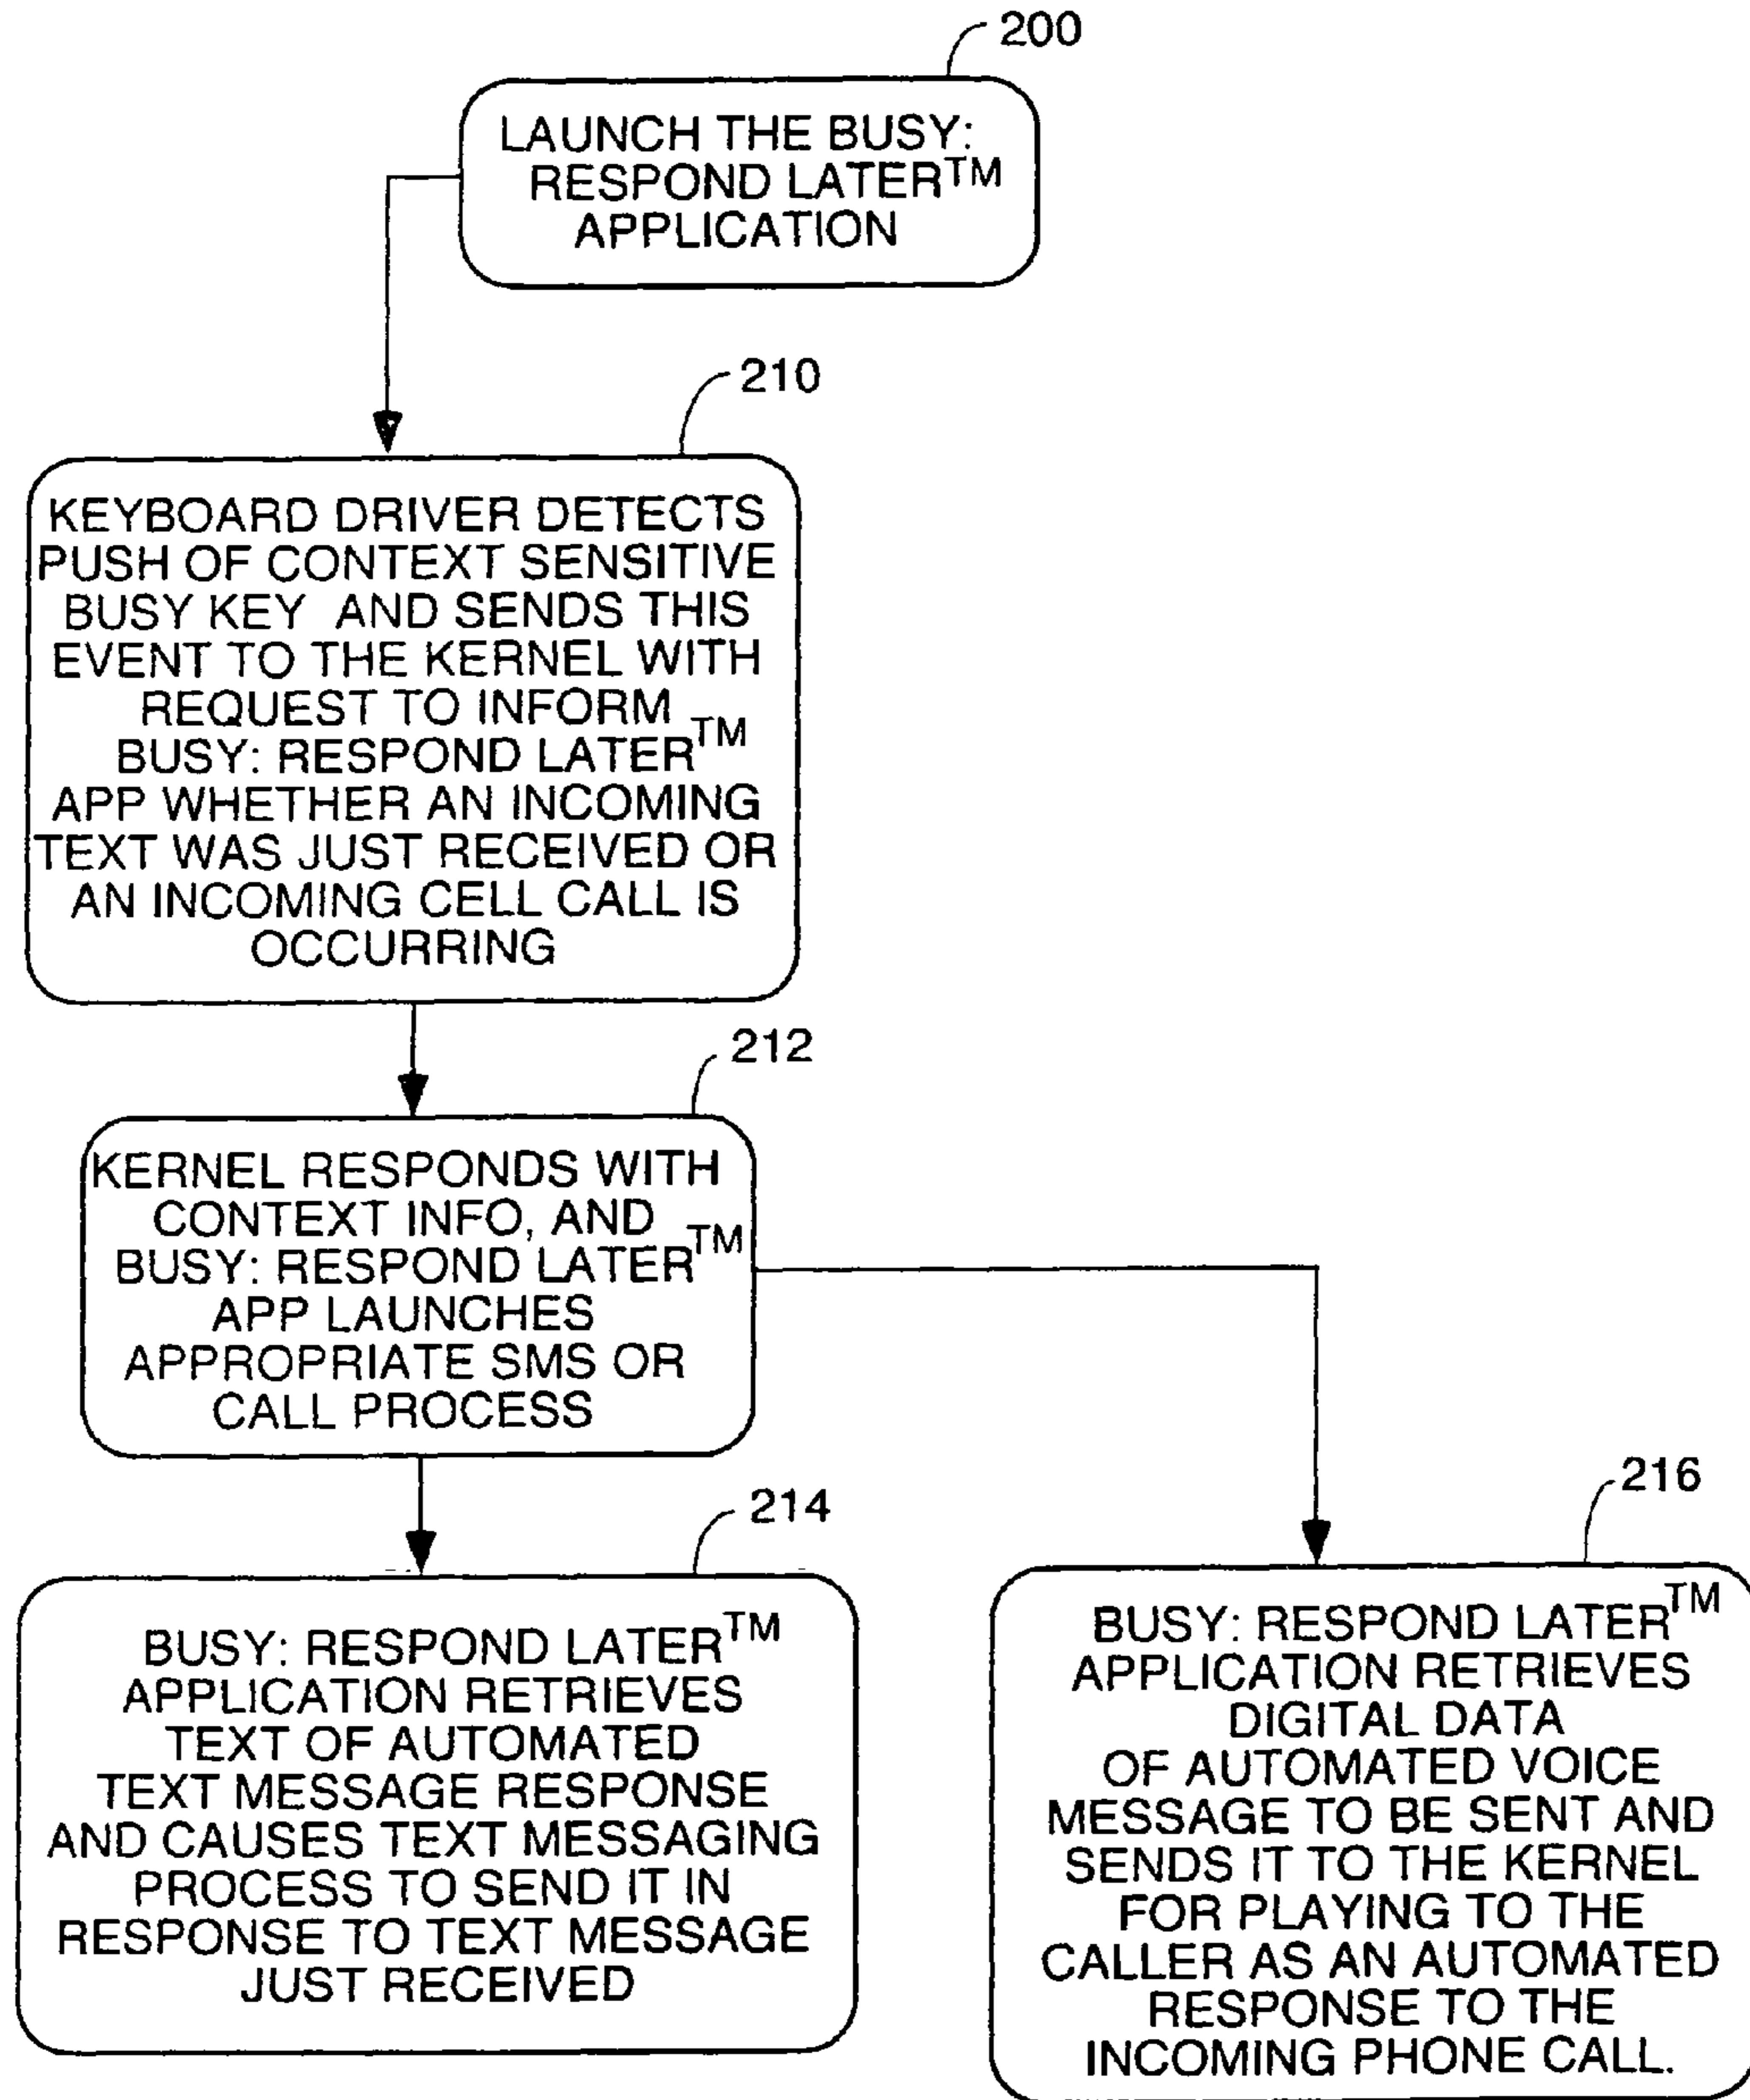 200
LAUNCH THE BUSY:
RESPOND LATER™
APPLICATION
210
KEYBOARD DRIVER DETECTS
PUSH OF CONTEXT SENSITIVE
BUSY KEY AND SENDS THIS
EVENT TO THE KERNEL WITH
REQUEST TO INFORM
BUSY: RESPOND LATER™
APP WHETHER AN INCOMING
TEXT WAS JUST RECEIVED OR
AN INCOMING CELL CALL IS
OCCURRING
212
KERNEL RESPONDS WITH
CONTEXT INFO, AND
BUSY: RESPOND LATER™
APP LAUNCHES
APPROPRIATE SMS OR
CALL PROCESS
214
BUSY: RESPOND LATER™
APPLICATION RETRIEVES
TEXT OF AUTOMATED
TEXT MESSAGE RESPONSE
AND CAUSES TEXT MESSAGING
PROCESS TO SEND IT IN
RESPONSE TO TEXT MESSAGE
JUST RECEIVED
216
BUSY: RESPOND LATER™
APPLICATION RETRIEVES
DIGITAL DATA
OF AUTOMATED VOICE
MESSAGE TO BE SENT AND
SENDS IT TO THE KERNEL
FOR PLAYING TO THE
CALLER AS AN AUTOMATED
RESPONSE TO THE
INCOMING PHONE CALL.